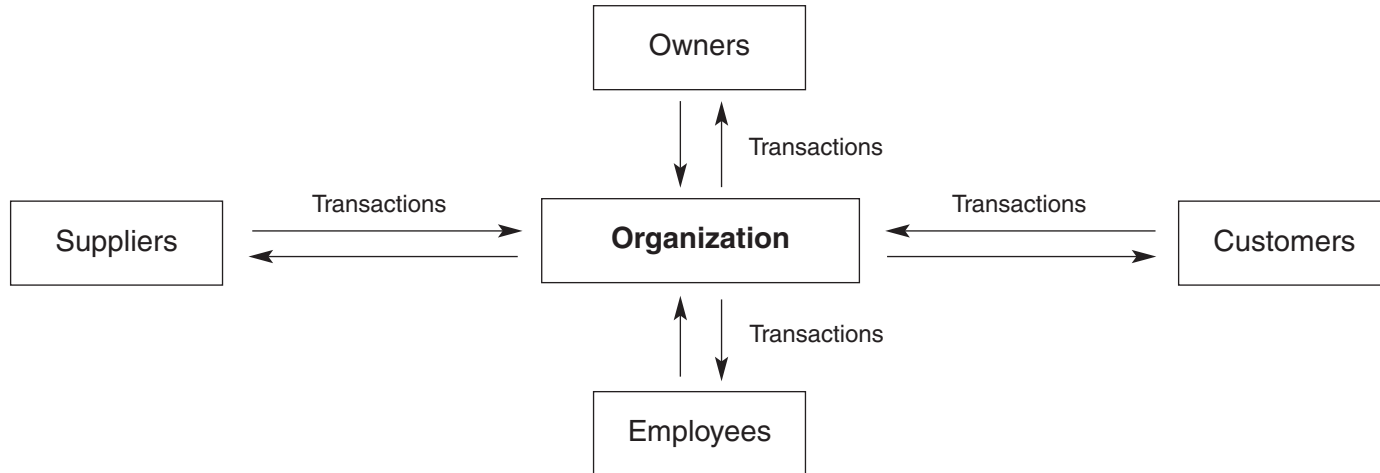 Owners
Transactions
Transactions
Transactions
Suppliers
Organization
Customers
Transactions
Employees